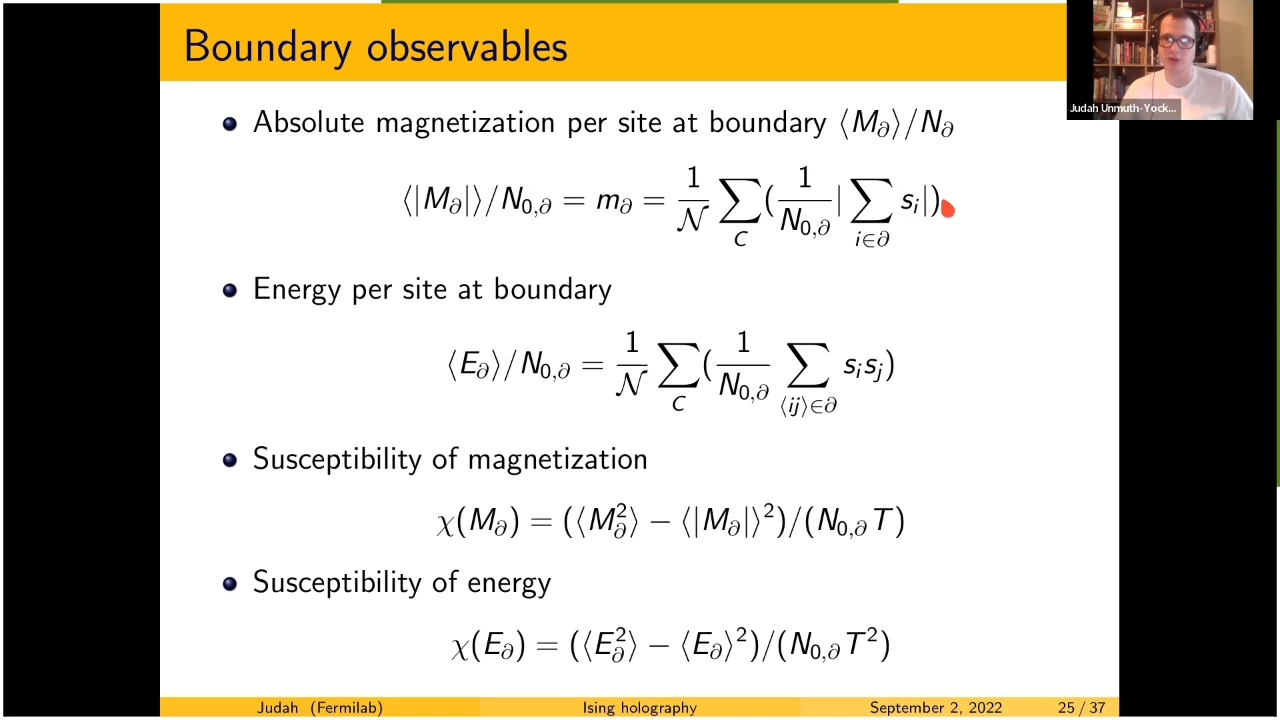 Boundary observables
Judah Unmuth-Yock...
Absolute magnetization per site at boundary ⟨M∂⟩/N∂
⟨|M∂|⟩/N₀,∂ = m∂ = 1/𝒩 ∑_C (1/N₀,∂ |∑_{i∈∂} sᵢ|)
Energy per site at boundary
⟨E∂⟩/N₀,∂ = 1/𝒩 ∑_C (1/N₀,∂ ∑_{⟨ij⟩∈∂} sᵢsⱼ)
Susceptibility of magnetization
χ(M∂) = (⟨M∂²⟩ − ⟨|M∂|⟩²)/(N₀,∂T)
Susceptibility of energy
χ(E∂) = (⟨E∂²⟩ − ⟨E∂⟩²)/(N₀,∂T²)
Judah (Fermilab) Ising holography September 2, 2022 25 / 37